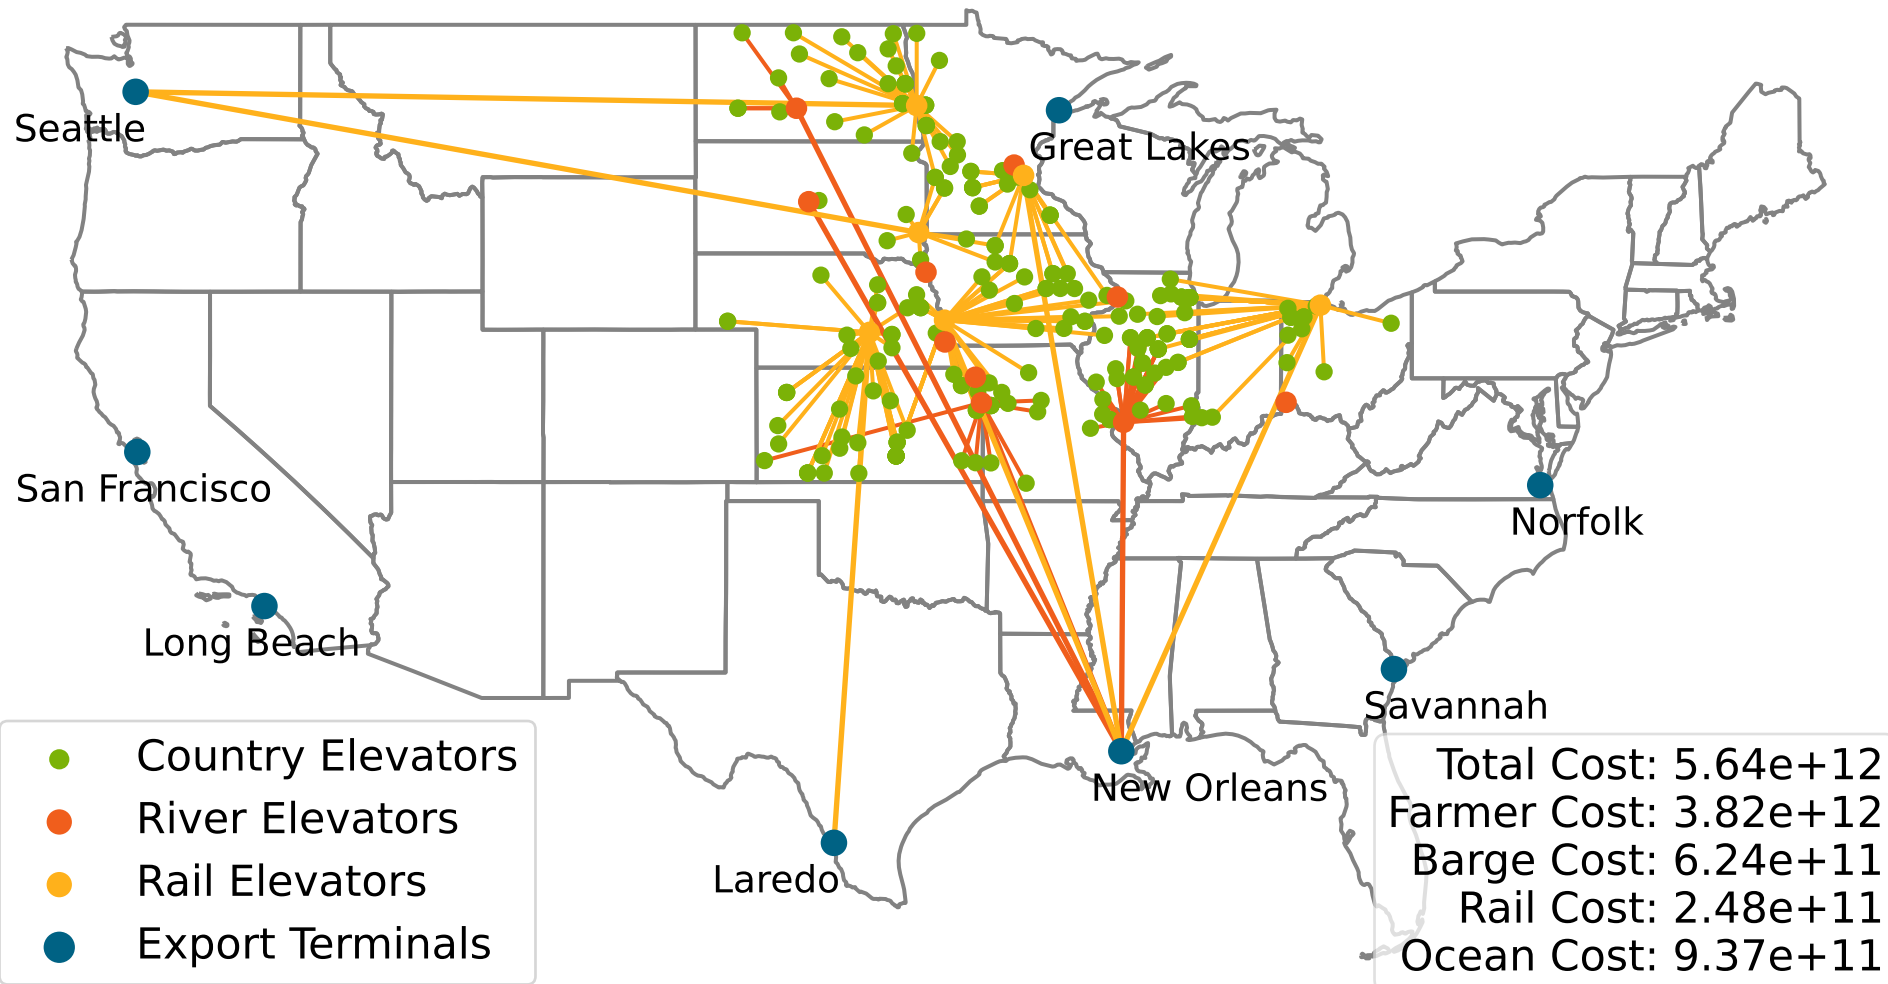 Seattle
Great Lakes
San Francisco
Norfolk
Long Beach
Savannah
New Orleans
Laredo
Country Elevators
River Elevators
Rail Elevators
Export Terminals
Total Cost: 5.64e+12
Farmer Cost: 3.82e+12
Barge Cost: 6.24e+11
Rail Cost: 2.48e+11
Ocean Cost: 9.37e+11